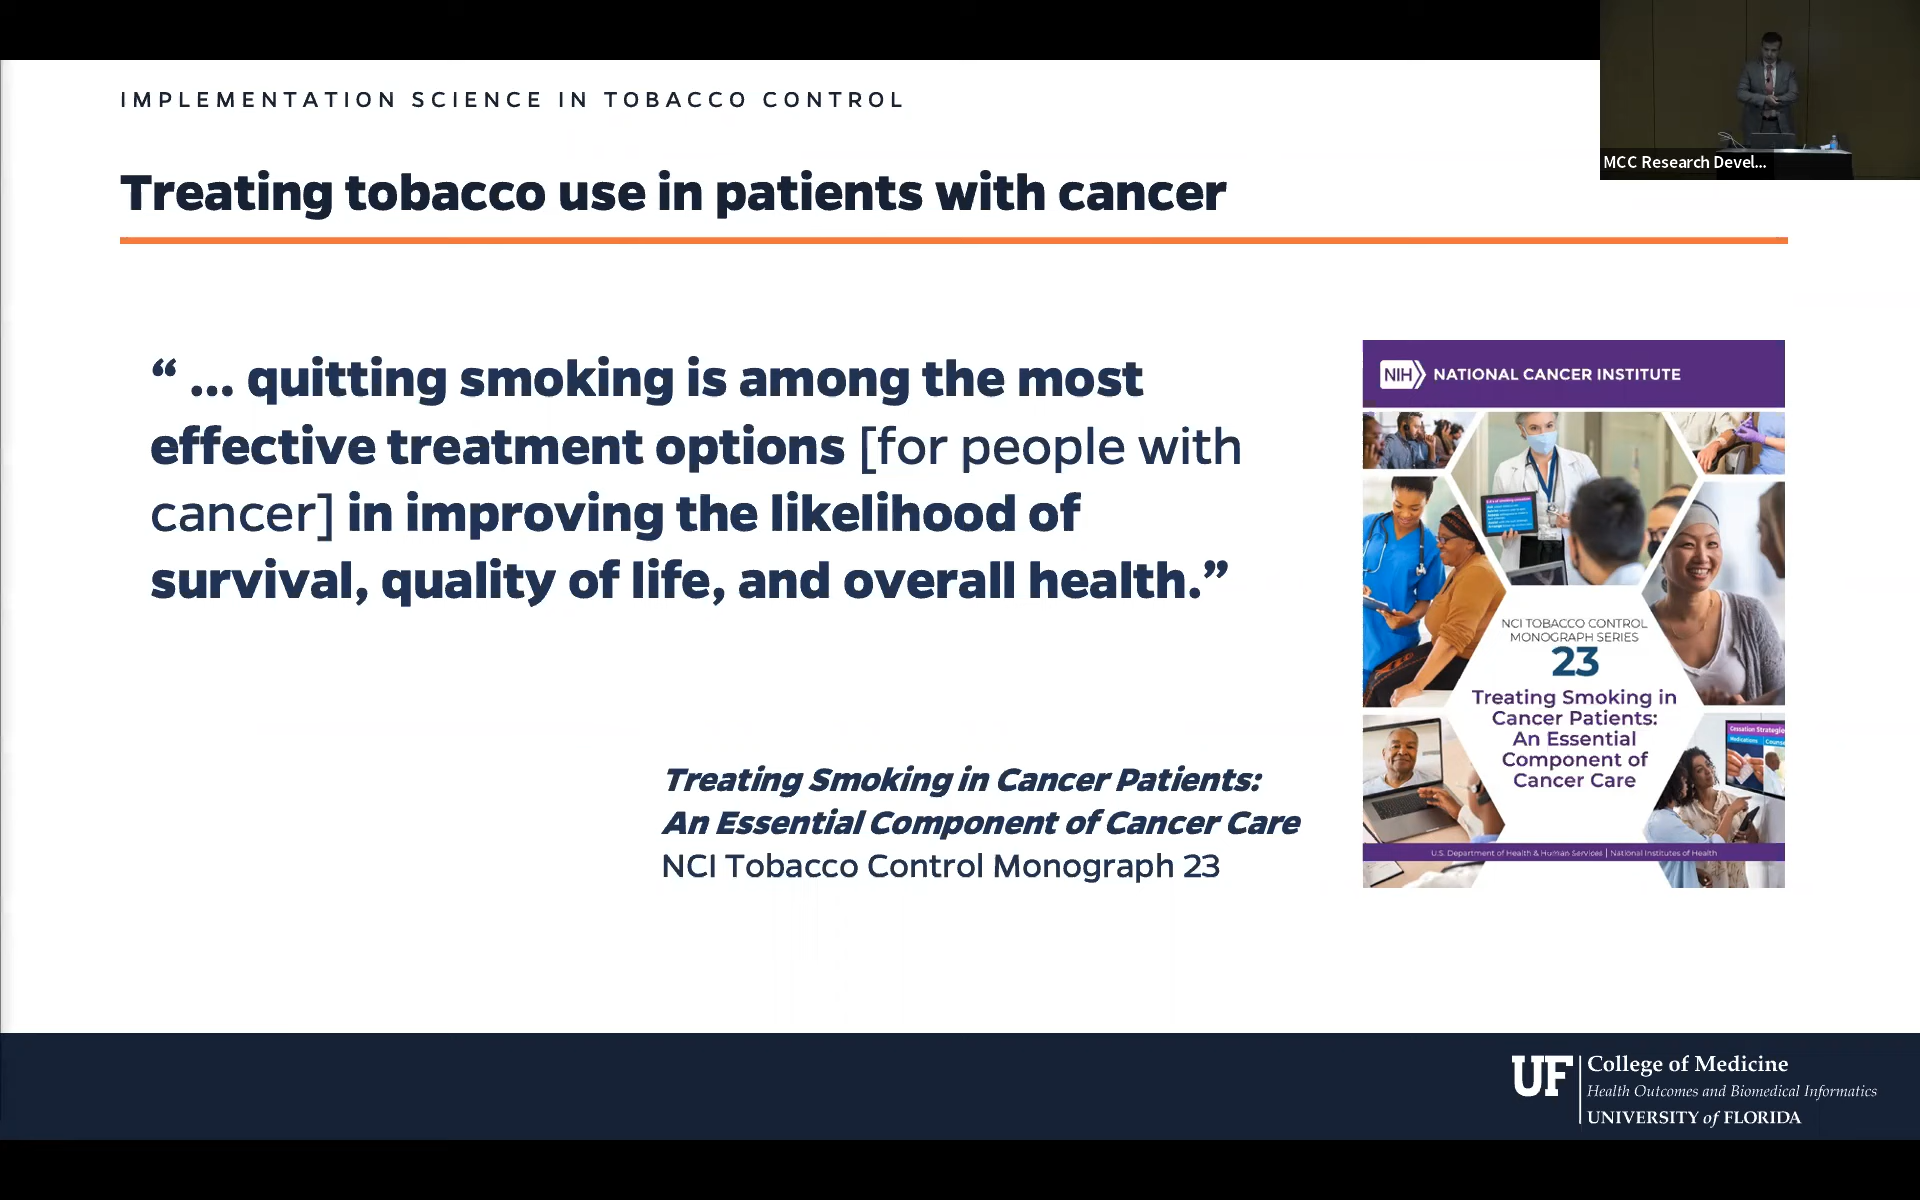 IMPLEMENTATION SCIENCE IN TOBACCO CONTROL
MCC Research Devel...
Treating tobacco use in patients with cancer
“ ... quitting smoking is among the most
effective treatment options [for people with
cancer] in improving the likelihood of
survival, quality of life, and overall health.”
Treating Smoking in Cancer Patients:
An Essential Component of Cancer Care
NCI Tobacco Control Monograph 23
NIH NATIONAL CANCER INSTITUTE
NCI TOBACCO CONTROL
MONOGRAPH SERIES
23
Treating Smoking in
Cancer Patients:
An Essential
Component of
Cancer Care
Cessation Strategie
Medications
U.S. Department of Health & Human Services | National Institutes of Health
UF College of Medicine
Health Outcomes and Biomedical Informatics
UNIVERSITY of FLORIDA